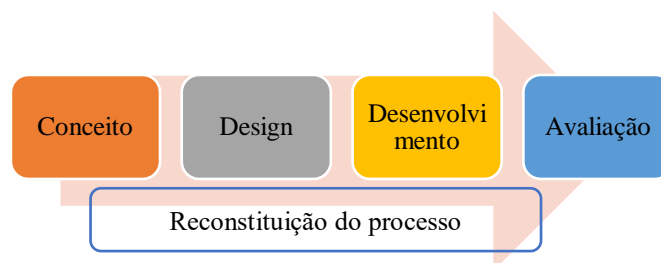 Conceito
Design
Desenvolvi
mento
Avaliação
Reconstituição do processo